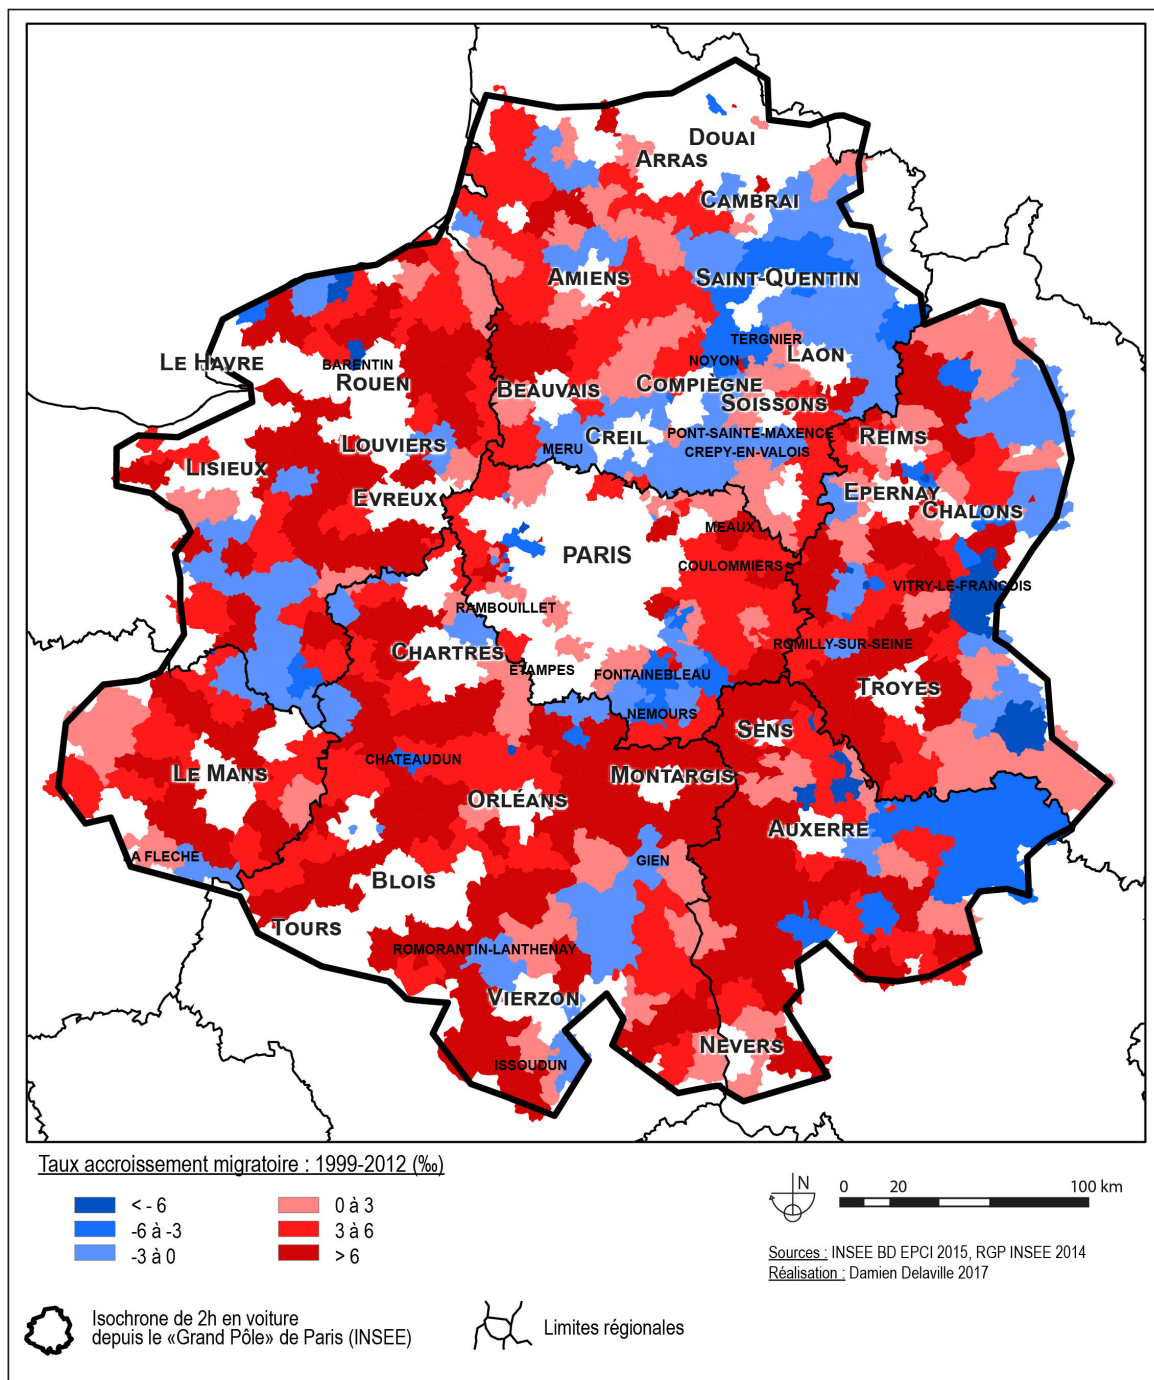 DOUAI
ARRAS
CAMBRAI
AMIENS
SAINT-QUENTIN
TERGNIER
LE HAVRE
BARENTIN
NOYON
LAON
ROUEN
BEAUVAIS
COMPIÈGNE
SOISSONS
LOUVIERS
CREIL
PONT-SAINTE-MAXENCE
REIMS
MERU
CREPY-EN-VALOIS
LISIEUX
EVREUX
EPERNAY
CHALONS
MEAUX
PARIS
COULOMMIERS
VITRY-LE-FRANCOIS
RAMBOUILLET
CHARTRES
ROMILLY-SUR-SEINE
ETAMPES
FONTAINEBLEAU
TROYES
NEMOURS
SENS
CHATEAUDUN
LE MANS
MONTARGIS
ORLÉANS
AUXERRE
LA FLECHE
GIEN
BLOIS
TOURS
ROMORANTIN-LANTHENAY
VIERZON
NEVERS
ISSOUDUN
Taux accroissement migratoire : 1999-2012 (‰)
< - 6
-6 à -3
-3 à 0
0 à 3
3 à 6
> 6
N
0 20 100 km
Sources : INSEE BD EPCI 2015, RGP INSEE 2014
Réalisation : Damien Delaville 2017
Isochrone de 2h en voiture
depuis le «Grand Pôle» de Paris (INSEE)
Limites régionales